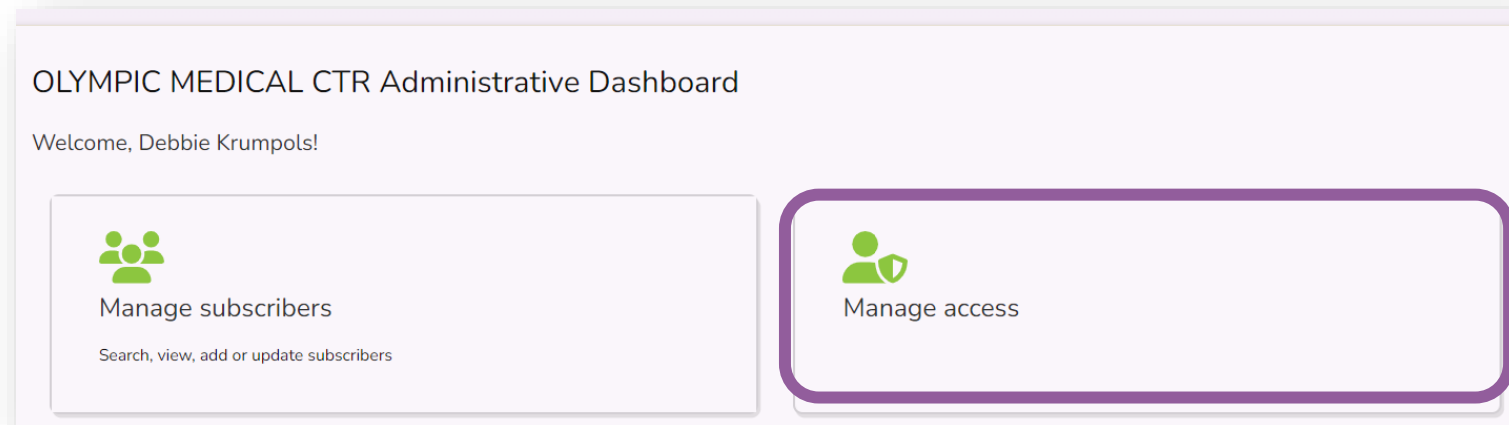 OLYMPIC MEDICAL CTR Administrative Dashboard
Welcome, Debbie Krumpols!
Manage subscribers
Search, view, add or update subscribers
Manage access